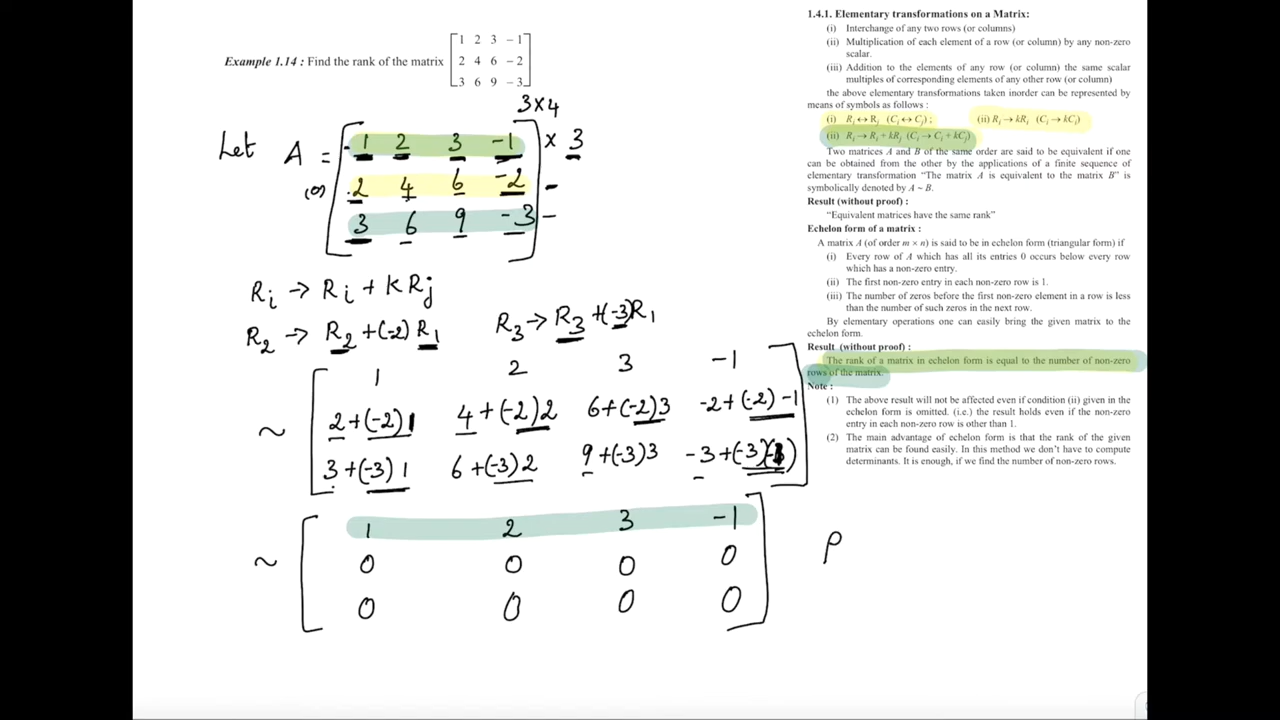 Example 1.14 : Find the rank of the matrix
1 2 3 −1
2 4 6 −2
3 6 9 −3
3×4
Let A = 1 2 3 -1 × 3
2 4 6 -2 -
3 6 9 -3 -
Ri → Ri + KRj
R2 → R2 +(-2) R1 R3 → R3 +(-3)R1
1 2 3 -1
~ 2+(-2)1 4+(-2)2 6+(-2)3 -2+(-2)-1
3+(-3)1 6+(-3)2 9+(-3)3 -3+(-3)(-1)
1 2 3 -1
~ 0 0 0 0 ρ
0 0 0 0
1.4.1. Elementary transformations on a Matrix:
(i) Interchange of any two rows (or columns)
(ii) Multiplication of each element of a row (or column) by any non-zero
scalar.
(iii) Addition to the elements of any row (or column) the same scalar
multiples of corresponding elements of any other row (or column)
the above elementary transformations taken inorder can be represented by
means of symbols as follows :
(i) Ri ↔ Rj (Ci ↔ Cj) ; (ii) Ri → kRi (Ci → kCi)
(ii) Ri → Ri + kRj (Ci → Ci + kCj)
Two matrices A and B of the same order are said to be equivalent if one
can be obtained from the other by the applications of a finite sequence of
elementary transformation “The matrix A is equivalent to the matrix B” is
symbolically denoted by A ~ B.
Result (without proof) :
“Equivalent matrices have the same rank”
Echelon form of a matrix :
A matrix A (of order m × n) is said to be in echelon form (triangular form) if
(i) Every row of A which has all its entries 0 occurs below every row
which has a non-zero entry.
(ii) The first non-zero entry in each non-zero row is 1.
(iii) The number of zeros before the first non-zero element in a row is less
than the number of such zeros in the next row.
By elementary operations one can easily bring the given matrix to the
echelon form.
Result (without proof) :
The rank of a matrix in echelon form is equal to the number of non-zero
rows of the matrix.
Note :
(1) The above result will not be affected even if condition (ii) given in the
echelon form is omitted. (i.e.) the result holds even if the non-zero
entry in each non-zero row is other than 1.
(2) The main advantage of echelon form is that the rank of the given
matrix can be found easily. In this method we don’t have to compute
determinants. It is enough, if we find the number of non-zero rows.